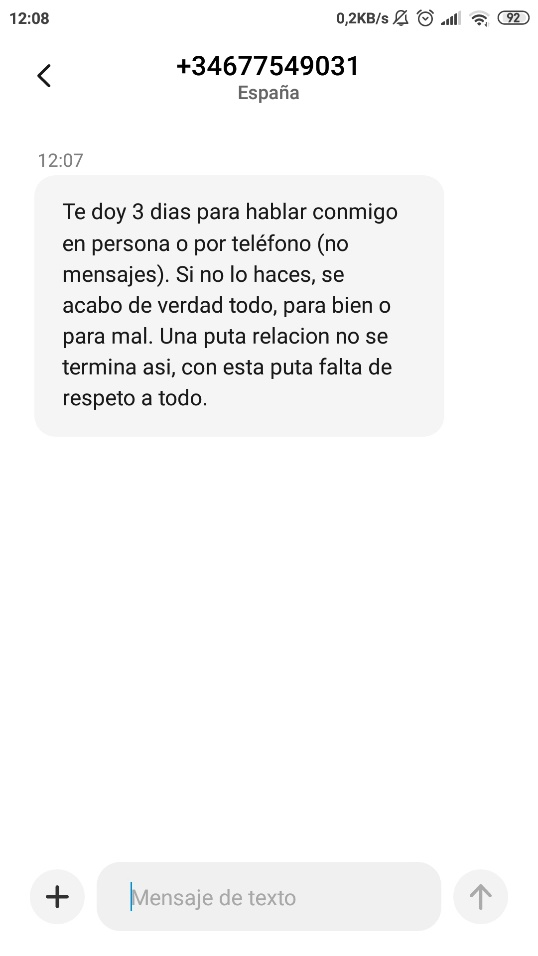 12:08
0,2KB/s
92
+34677549031
España
12:07
Te doy 3 dias para hablar conmigo
en persona o por teléfono (no
mensajes). Si no lo haces, se
acabo de verdad todo, para bien o
para mal. Una puta relacion no se
termina asi, con esta puta falta de
respeto a todo.
Mensaje de texto